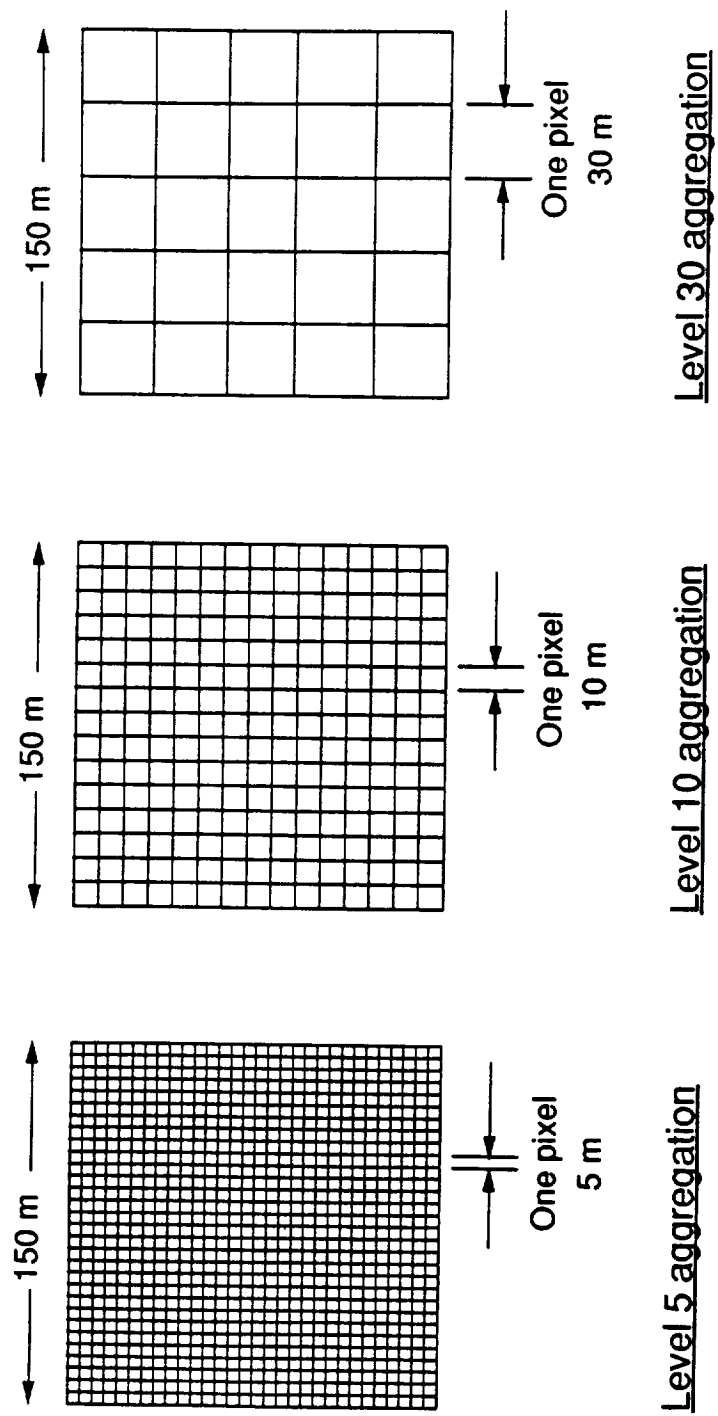 150 m
One pixel
5 m
Level 5 aggregation
150 m
One pixel
10 m
Level 10 aggregation
150 m
One pixel
30 m
Level 30 aggregation